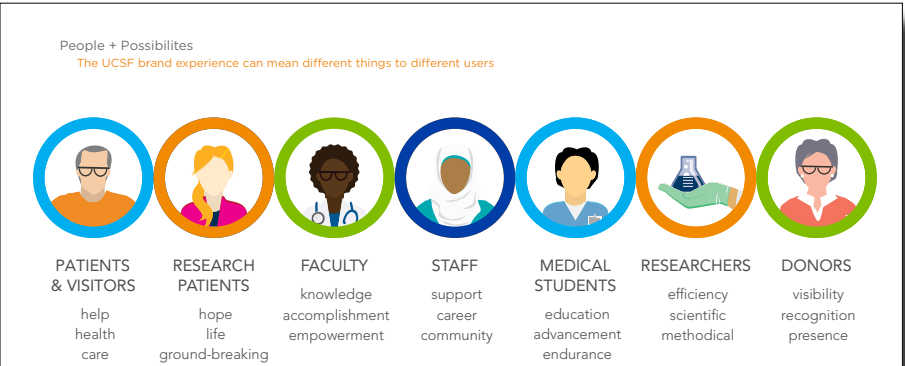 People + Possibilites
The UCSF brand experience can mean different things to different users
PATIENTS
& VISITORS
help
health
care
RESEARCH
PATIENTS
hope
life
ground-breaking
FACULTY
knowledge
accomplishment
empowerment
STAFF
support
career
community
MEDICAL
STUDENTS
education
advancement
endurance
RESEARCHERS
efficiency
scientific
methodical
DONORS
visibility
recognition
presence